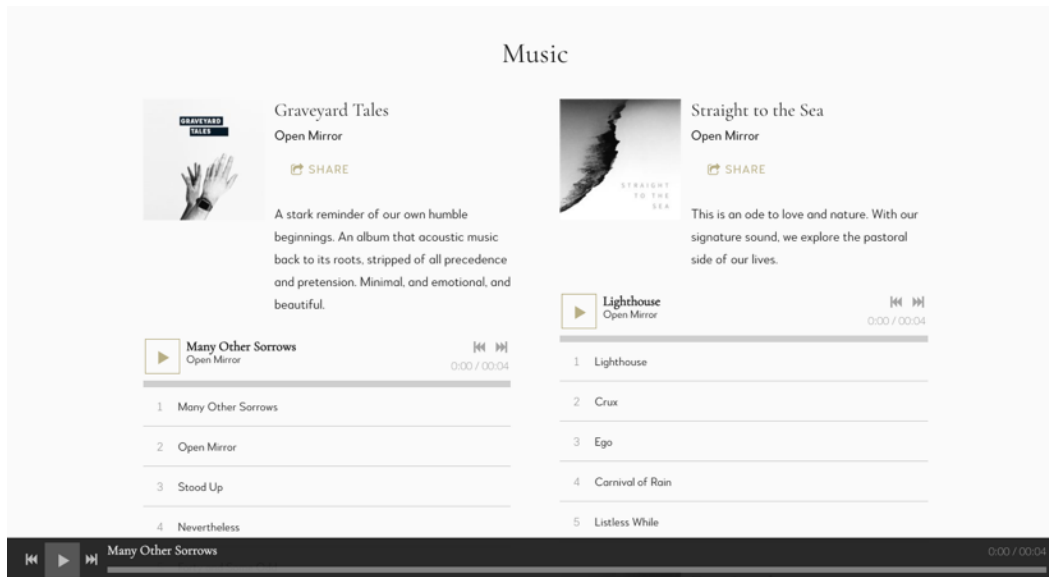 Music
GRAVEYARD
TALES
Graveyard Tales
Open Mirror
SHARE
A stark reminder of our own humble
beginnings. An album that acoustic music
back to its roots, stripped of all precedence
and pretension. Minimal, and emotional, and
beautiful.
Many Other Sorrows
Open Mirror
0:00 / 00:04
1 Many Other Sorrows
2 Open Mirror
3 Stood Up
4 Nevertheless
STRAIGHT
TO THE
SEA
Straight to the Sea
Open Mirror
SHARE
This is an ode to love and nature. With our
signature sound, we explore the pastoral
side of our lives.
Lighthouse
Open Mirror
0:00 / 00:04
1 Lighthouse
2 Crux
3 Ego
4 Carnival of Rain
5 Listless While
Many Other Sorrows
0:00 / 00:04